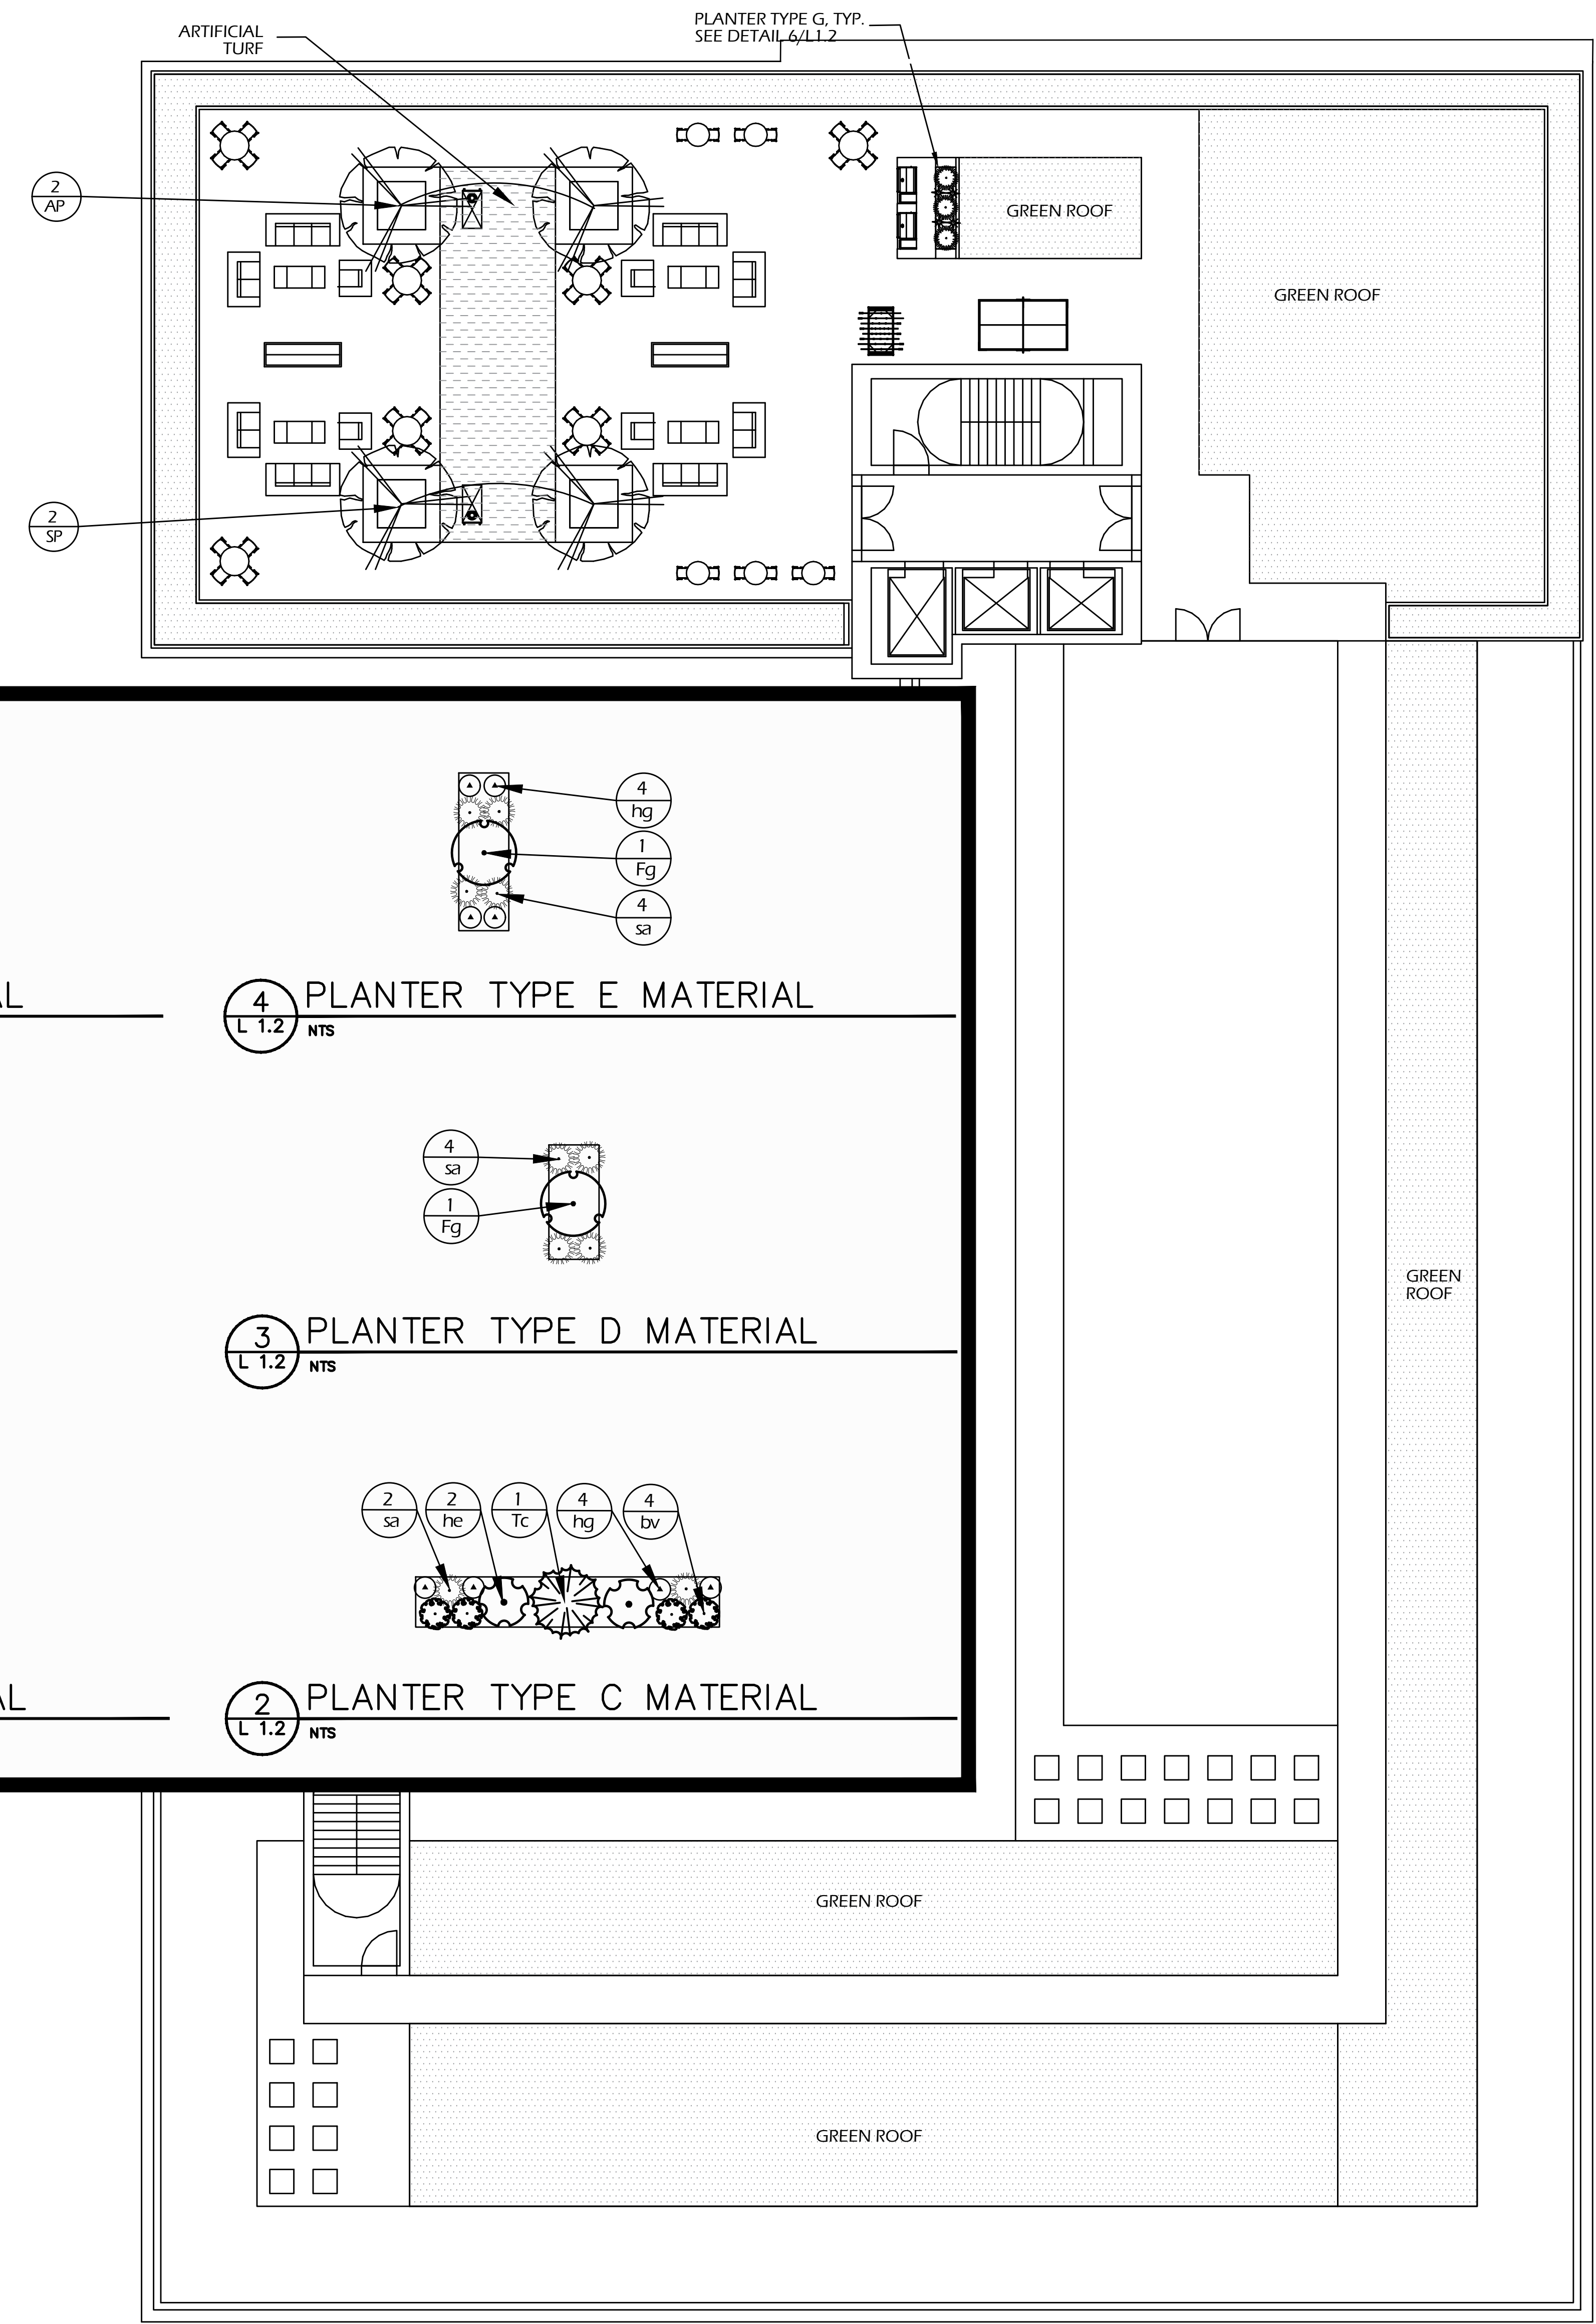 ARTIFICIAL
TURF
PLANTER TYPE G, TYP.
SEE DETAIL 6/L1.2
2
AP
GREEN ROOF
GREEN ROOF
2
SP
4
hg
1
Fg
4
sa
AL
4
L 1.2
PLANTER TYPE E MATERIAL
NTS
4
sa
1
Fg
GREEN
ROOF
3
L 1.2
PLANTER TYPE D MATERIAL
NTS
2
sa
2
he
1
Tc
4
hg
4
bv
AL
2
L 1.2
PLANTER TYPE C MATERIAL
NTS
GREEN ROOF
GREEN ROOF